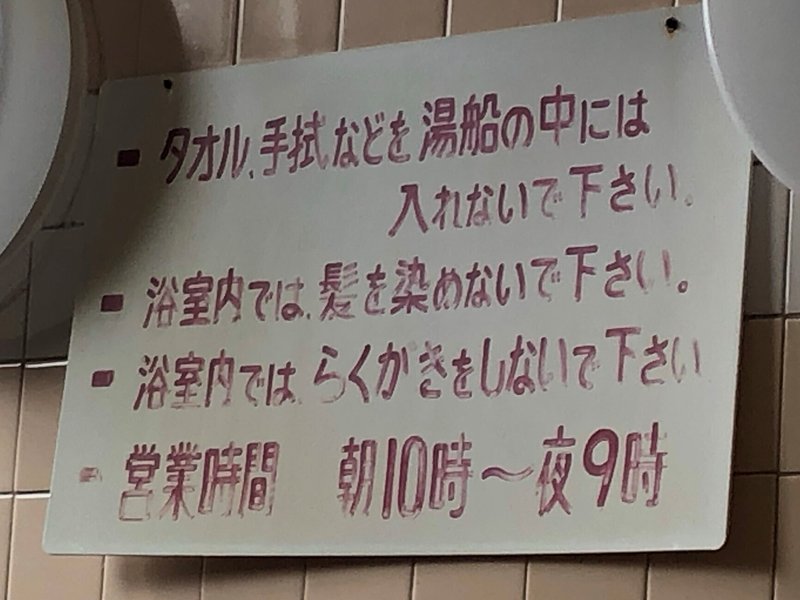 ■ タオル、手拭などを湯船の中には
入れないで下さい。
■ 浴室内では、髪を染めないで下さい。
■ 浴室内では、らくがきをしないで下さい
■ 営業時間 朝10時〜夜9時